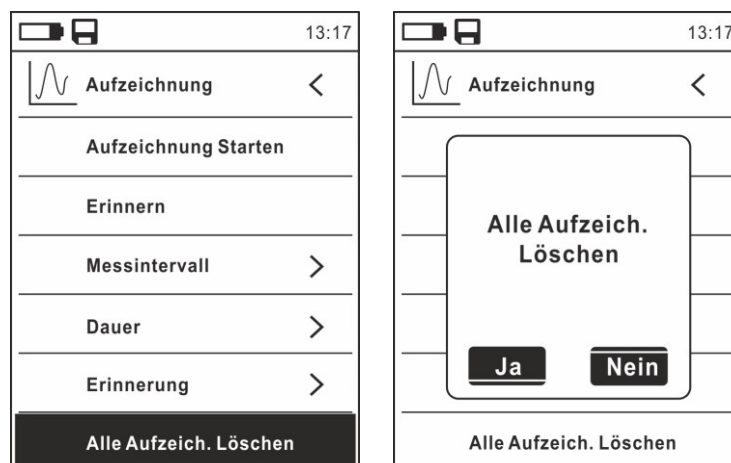 13:17
Aufzeichnung
Aufzeichnung Starten
Erinnern
Messintervall
Dauer
Erinnerung
Alle Aufzeich. Löschen
13:17
Aufzeichnung
Alle Aufzeich.
Löschen
Ja Nein
Alle Aufzeich. Löschen